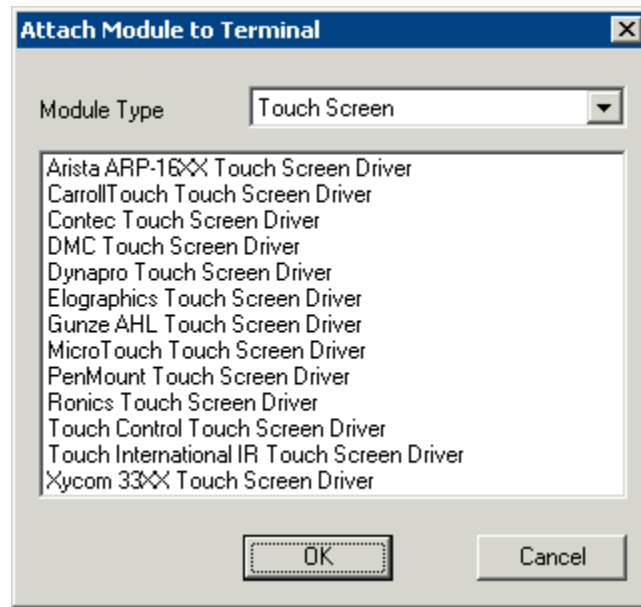 Attach Module to Terminal
Module Type Touch Screen
Arista ARP-16XX Touch Screen Driver
CarrollTouch Touch Screen Driver
Contec Touch Screen Driver
DMC Touch Screen Driver
Dynapro Touch Screen Driver
Elographics Touch Screen Driver
Gunze AHL Touch Screen Driver
MicroTouch Touch Screen Driver
PenMount Touch Screen Driver
Ronics Touch Screen Driver
Touch Control Touch Screen Driver
Touch International IR Touch Screen Driver
Xycom 33XX Touch Screen Driver
OK Cancel